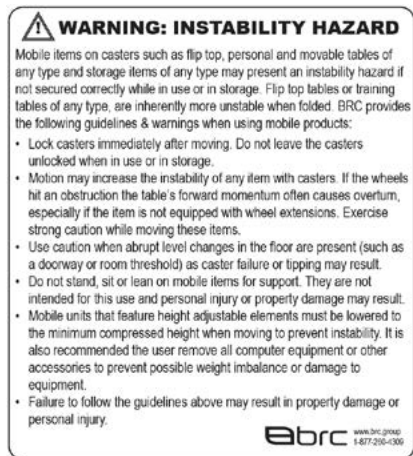 WARNING: INSTABILITY HAZARD
Mobile items on casters such as flip top, personal and movable tables of
any type and storage items of any type may present an instability hazard if
not secured correctly while in use or in storage. Flip top tables or training
tables of any type, are inherently more unstable when folded. BRC provides
the following guidelines & warnings when using mobile products:
• Lock casters immediately after moving. Do not leave the casters
unlocked when in use or in storage.
• Motion may increase the instability of any item with casters. If the wheels
hit an obstruction the table's forward momentum often causes overturn,
especially if the item is not equipped with wheel extensions. Exercise
strong caution while moving these items.
• Use caution when abrupt level changes in the floor are present (such as
a doorway or room threshold) as caster failure or tipping may result.
• Do not stand, sit or lean on mobile items for support. They are not
intended for this use and personal injury or property damage may result.
• Mobile units that feature height adjustable elements must be lowered to
the minimum compressed height when moving to prevent instability. It is
also recommended the user remove all computer equipment or other
accessories to prevent possible weight imbalance or damage to
equipment.
• Failure to follow the guidelines above may result in property damage or
personal injury.
brc
www.brc.group